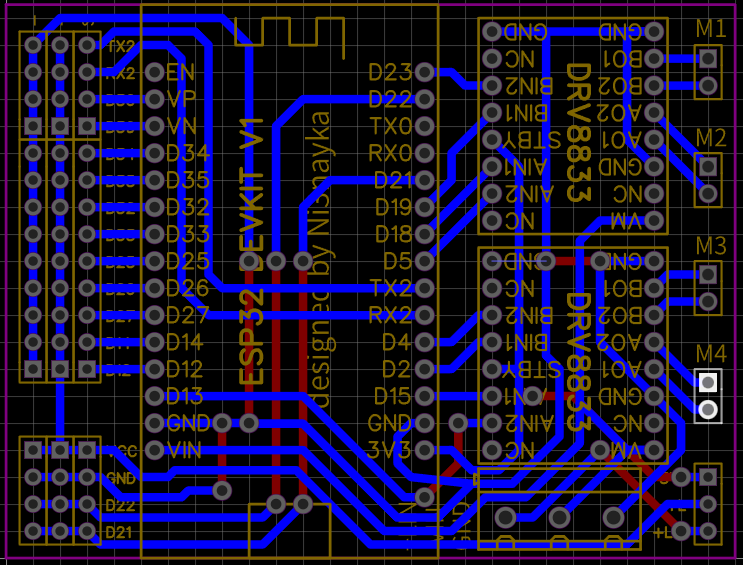 TX2
RX2
EN
VP
VN
D34
D35
D32
D33
D25
D26
D27
D14
D12
D13
GND
VIN
VCC
GND
D22
D21
ESP32 DEVKIT V1
designed by Nisnayka
D23
D22
TX0
RX0
D21
D19
D18
D5
TX2
RX2
D4
D2
D15
GND
3V3
GND
NC
BIN2
BIN1
STBY
AIN1
AIN2
NC
DRV8833
GND
BO1
BO2
AO2
AO1
GND
NC
VM
GND
NC
BIN2
BIN1
STBY
AIN1
AIN2
NC
DRV8833
GND
BO1
BO2
AO2
AO1
GND
NC
VM
M1
M2
M3
M4
GND